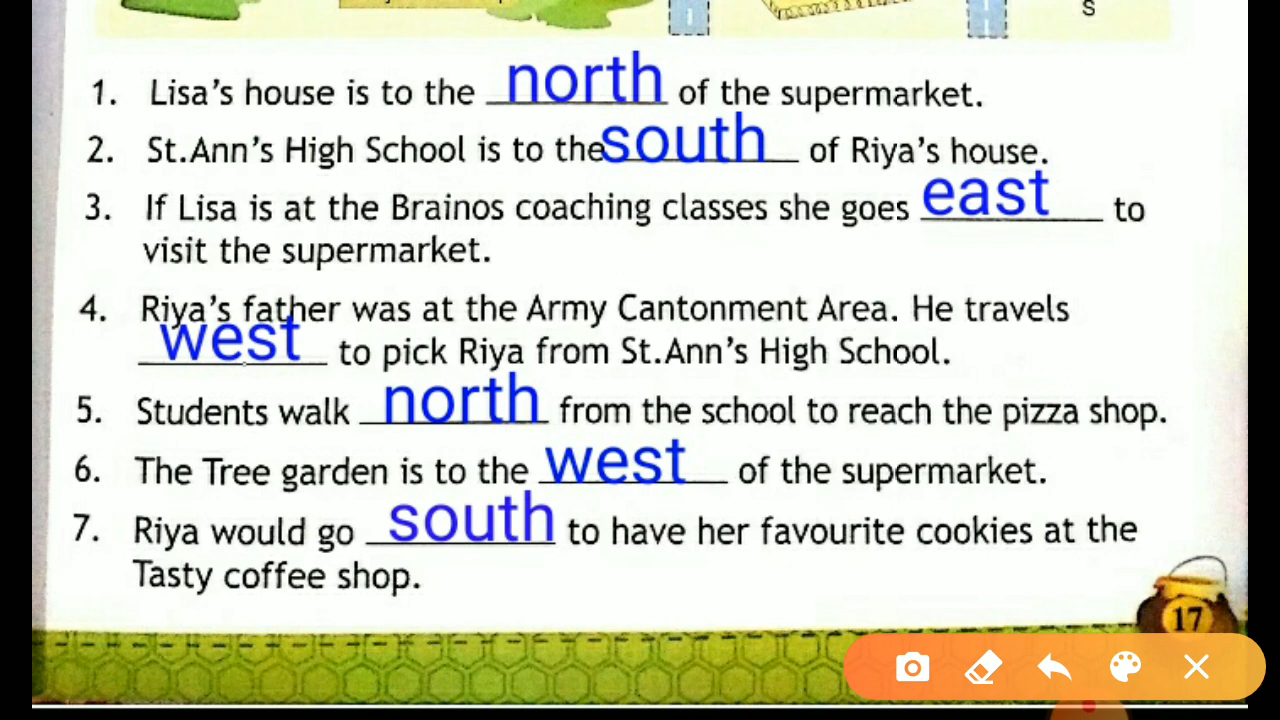 S
1. Lisa's house is to the north of the supermarket.
2. St.Ann's High School is to the south of Riya's house.
3. If Lisa is at the Brainos coaching classes she goes east to
visit the supermarket.
4. Riya's father was at the Army Cantonment Area. He travels
west to pick Riya from St.Ann's High School.
5. Students walk north from the school to reach the pizza shop.
6. The Tree garden is to the west of the supermarket.
7. Riya would go south to have her favourite cookies at the
Tasty coffee shop.
17